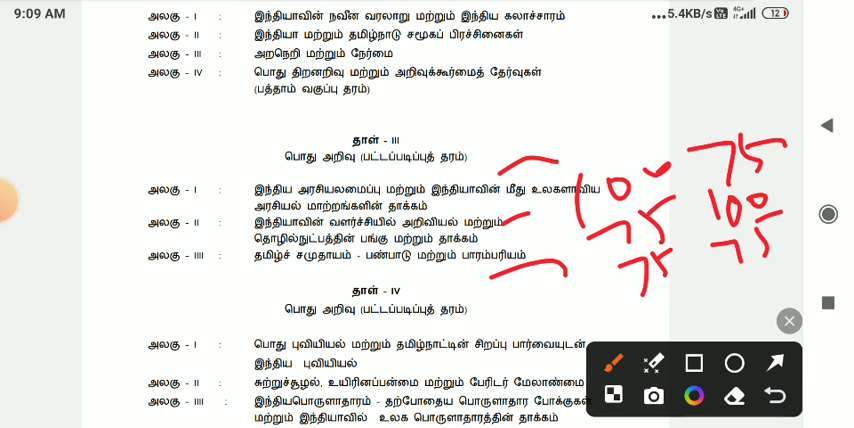 9:09 AM
...5.4KB/s 4G+ 12
அலகு - I : இந்தியாவின் நவீன வரலாறு மற்றும் இந்திய கலாச்சாரம்
அலகு - II : இந்தியா மற்றும் தமிழ்நாடு சமூகப் பிரச்சினைகள்
அலகு - III : அறநெறி மற்றும் நேர்மை
அலகு - IV : பொது திறனறிவு மற்றும் அறிவுக்கூர்மைத் தேர்வுகள்
(பத்தாம் வகுப்பு தரம்)
தாள் - III
பொது அறிவு (பட்டப்படிப்புத் தரம்)
அலகு - I : இந்திய அரசியலமைப்பு மற்றும் இந்தியாவின் மீது உலகளாவிய
அரசியல் மாற்றங்களின் தாக்கம்
அலகு - II : இந்தியாவின் வளர்ச்சியில் அறிவியல் மற்றும்
தொழில்நுட்பத்தின் பங்கு மற்றும் தாக்கம்
அலகு - IIII : தமிழ்ச் சமுதாயம் - பண்பாடு மற்றும் பாரம்பரியம்
தாள் - IV
பொது அறிவு (பட்டப்படிப்புத் தரம்)
அலகு - I : பொது புவியியல் மற்றும் தமிழ்நாட்டின் சிறப்பு பார்வையுடன்
இந்திய புவியியல்
அலகு - II : சுற்றுச்சூழல், உயிரினப்பன்மை மற்றும் பேரிடர் மேலாண்மை
அலகு - IIII : இந்தியபொருளாதாரம் - தற்போதைய பொருளாதார போக்குகள்
மற்றும் இந்தியாவில் உலக பொருளாதாரத்தின் தாக்கம்
75
100
75
75